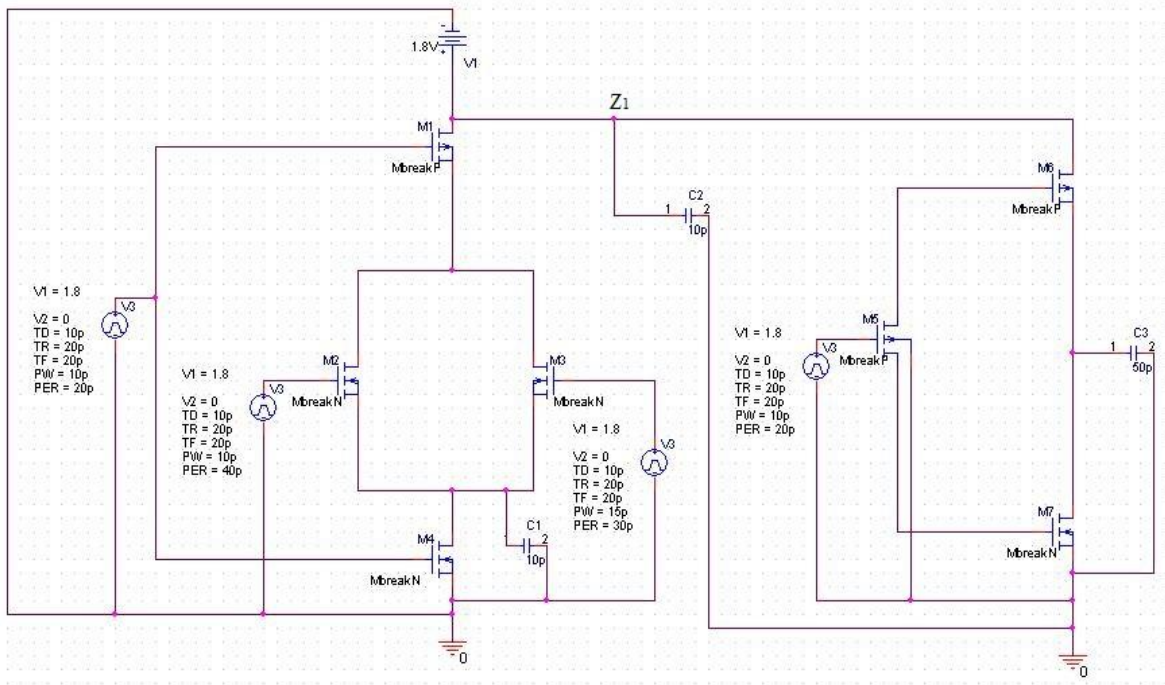 1.8V
V1
Z1
M1
MbreakP
M6
MbreakP
C2
1 2
10p
V1 = 1.8
V3
V2 = 0
TD = 10p
TR = 20p
TF = 20p
PW = 10p
PER = 20p
M2
MbreakN
V1 = 1.8
V3
V2 = 0
TD = 10p
TR = 20p
TF = 20p
PW = 10p
PER = 40p
M3
MbreakN
V1 = 1.8
V3
V2 = 0
TD = 10p
TR = 20p
TF = 20p
PW = 15p
PER = 30p
M5
MbreakP
V1 = 1.8
V3
V2 = 0
TD = 10p
TR = 20p
TF = 20p
PW = 10p
PER = 20p
C3
1 2
50p
M4
MbreakN
C1
2
10p
M7
MbreakN
0
0